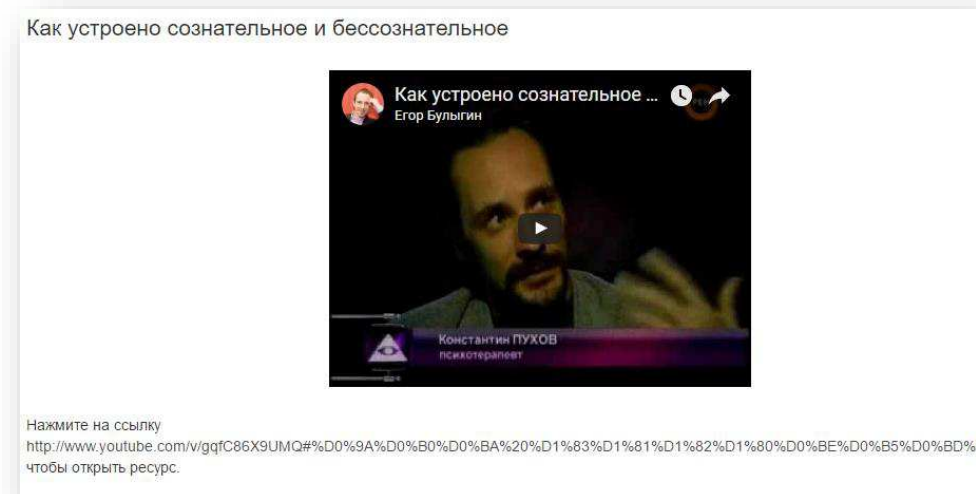 Как устроено сознательное и бессознательное
Как устроено сознательное ...
Егор Булыгин
Константин ПУХОВ
психотерапевт
Нажмите на ссылку
http://www.youtube.com/v/gqfC86X9UMQ#%D0%9A%D0%B0%D0%BA%20%D1%83%D1%81%D1%82%D1%80%D0%BE%D0%B5%D0%BD%
чтобы открыть ресурс.